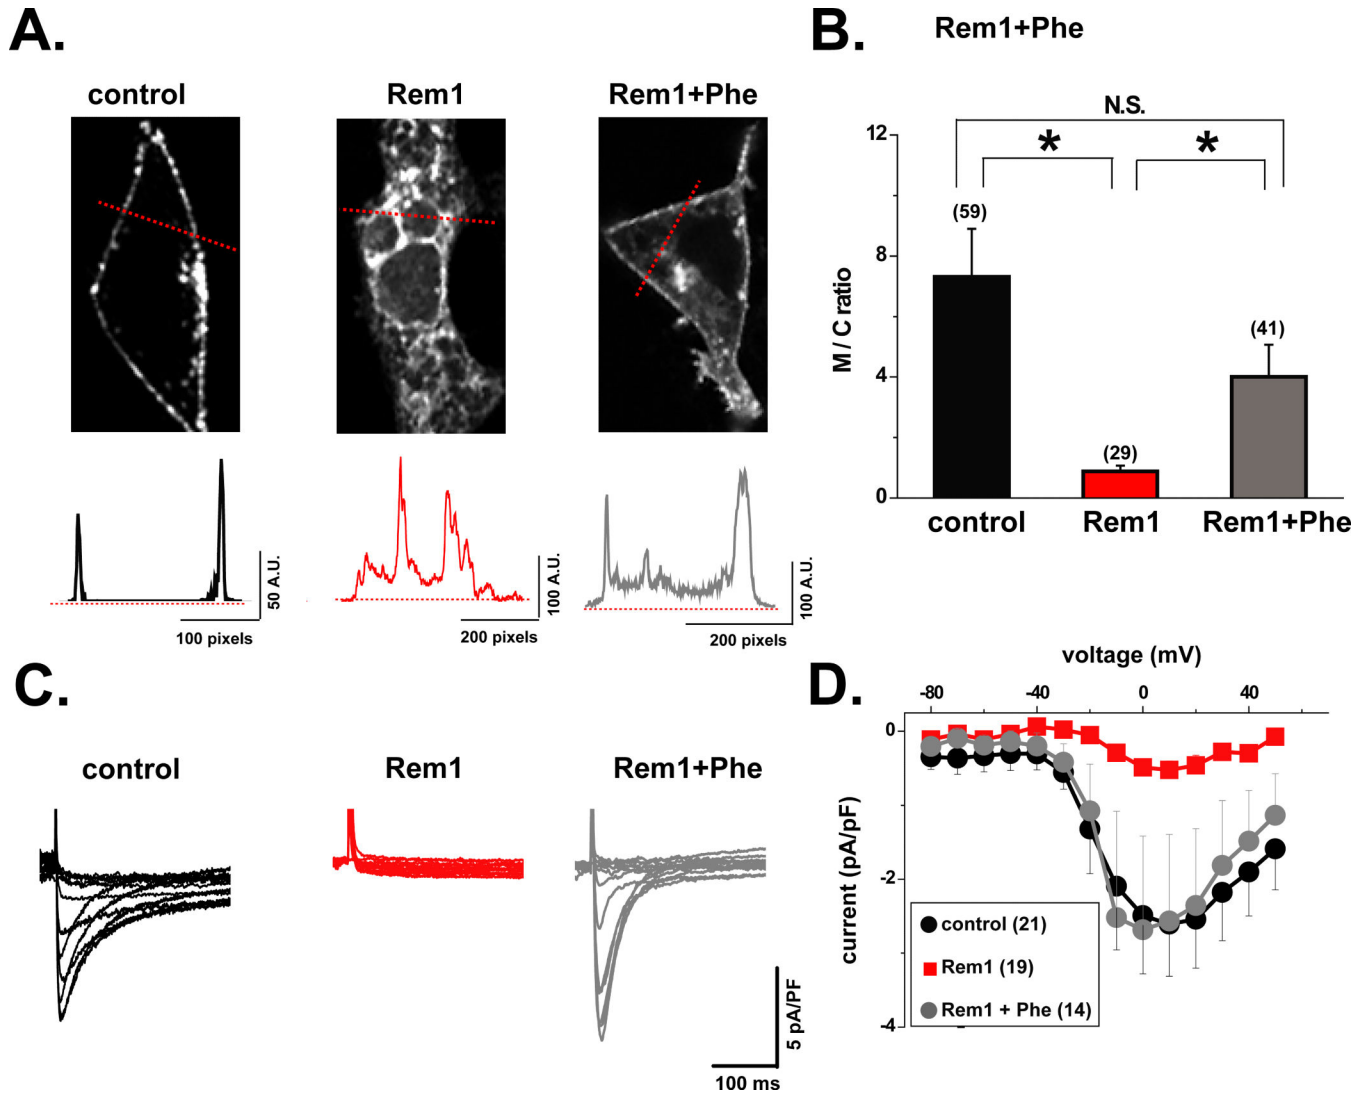 A.
control
Rem1
Rem1+Phe
50 A.U.
100 pixels
100 A.U.
200 pixels
100 A.U.
200 pixels
B.
Rem1+Phe
N.S.
*
*
12
8
4
0
M / C ratio
(59)
(29)
(41)
control
Rem1
Rem1+Phe
C.
control
Rem1
Rem1+Phe
5 pA/PF
100 ms
D.
voltage (mV)
-80
-40
0
40
0
-2
-4
current (pA/pF)
control (21)
Rem1 (19)
Rem1 + Phe (14)